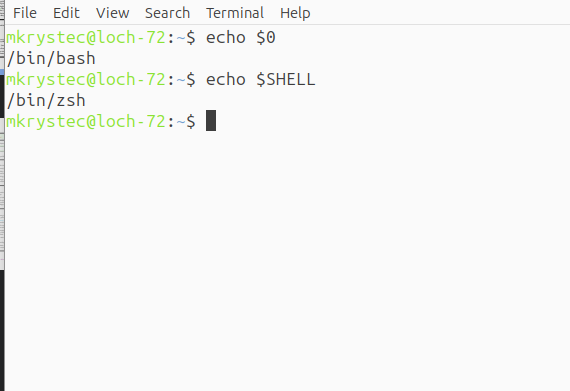 File Edit View Search Terminal Help
mkrystec@loch-72:~$ echo $0
/bin/bash
mkrystec@loch-72:~$ echo $SHELL
/bin/zsh
mkrystec@loch-72:~$